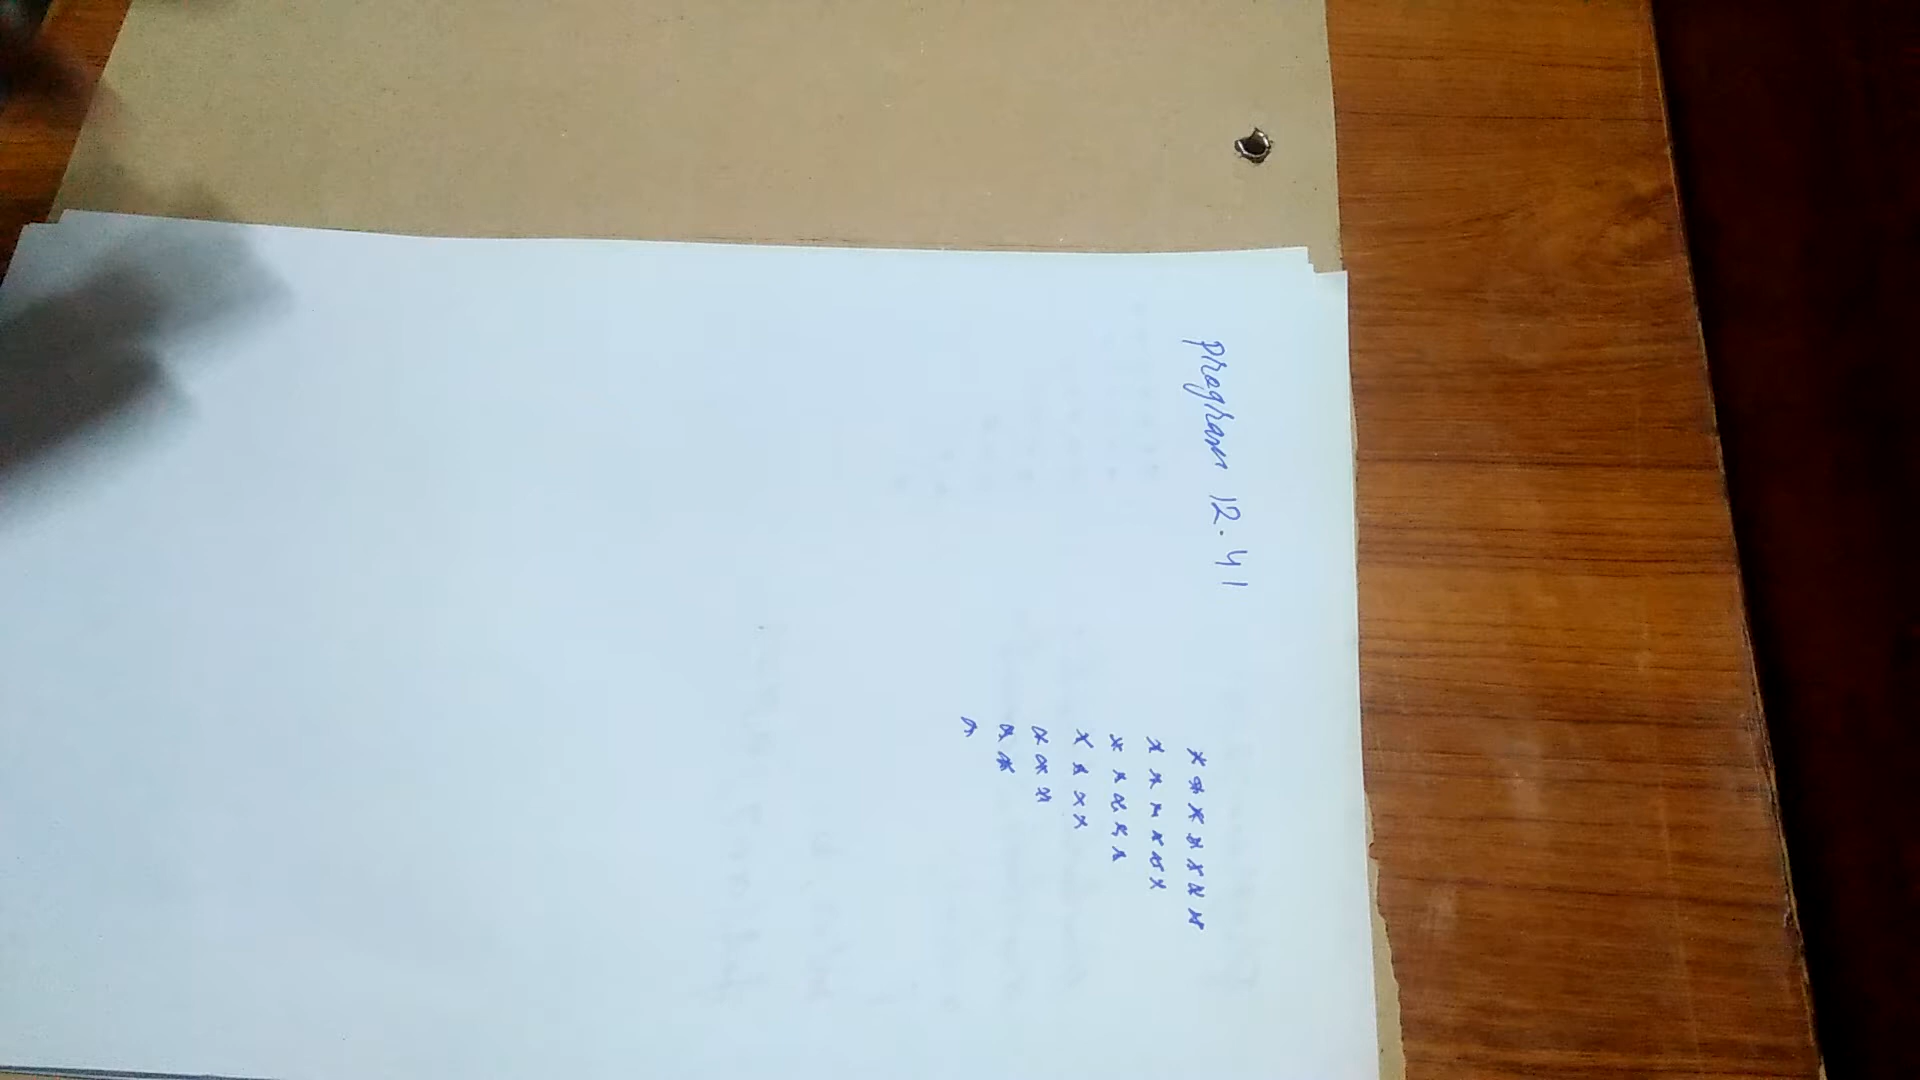 Program 12.41
* * * * * * *
* * * * * *
* * * * *
* * * *
* * *
* *
*